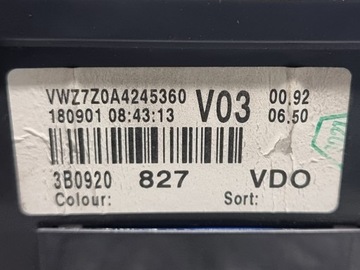 VWZ7Z0A4245360 V03 00.92
180901 08:43:13 06.50
3B0920 827 VDO
Colour: Sort: